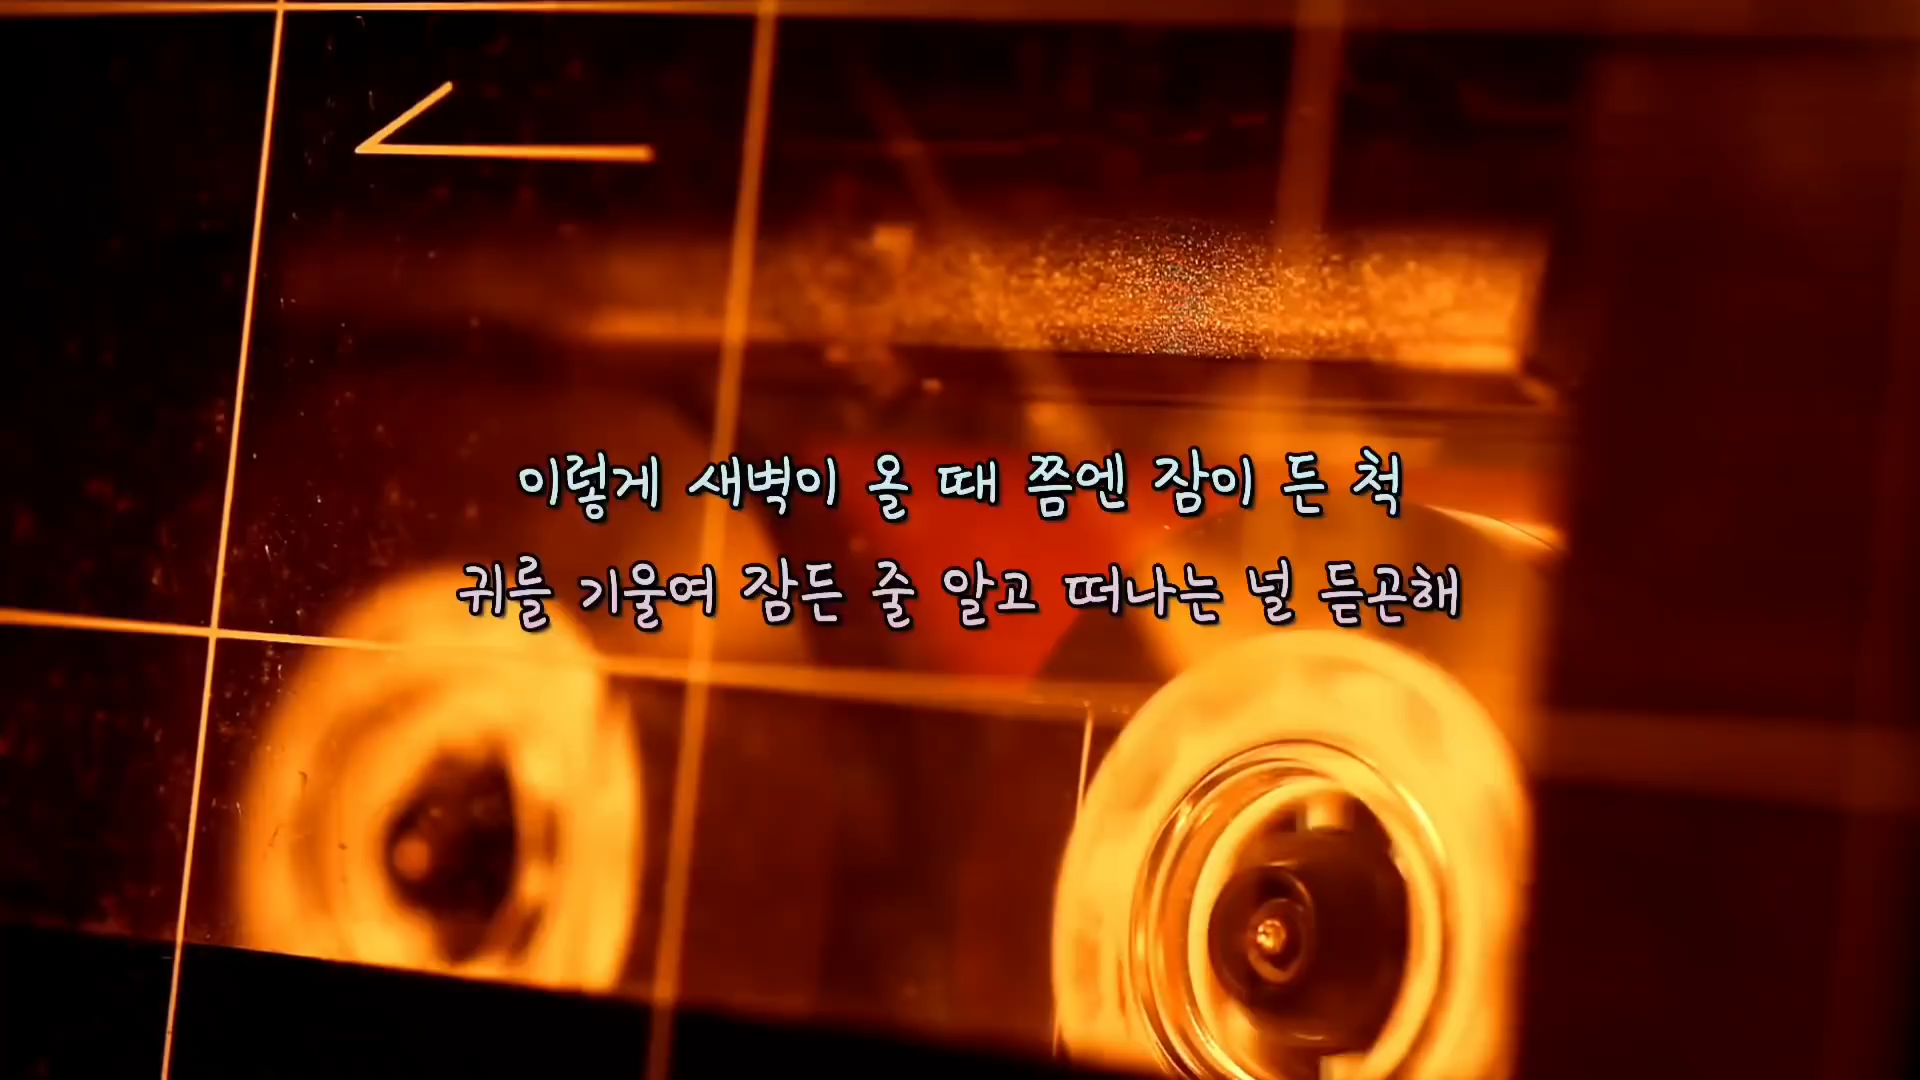 이렇게 새벽이 올 때 쯤엔 잠이 든 척
귀를 기울여 잠든 줄 알고 떠나는 널 듣곤해